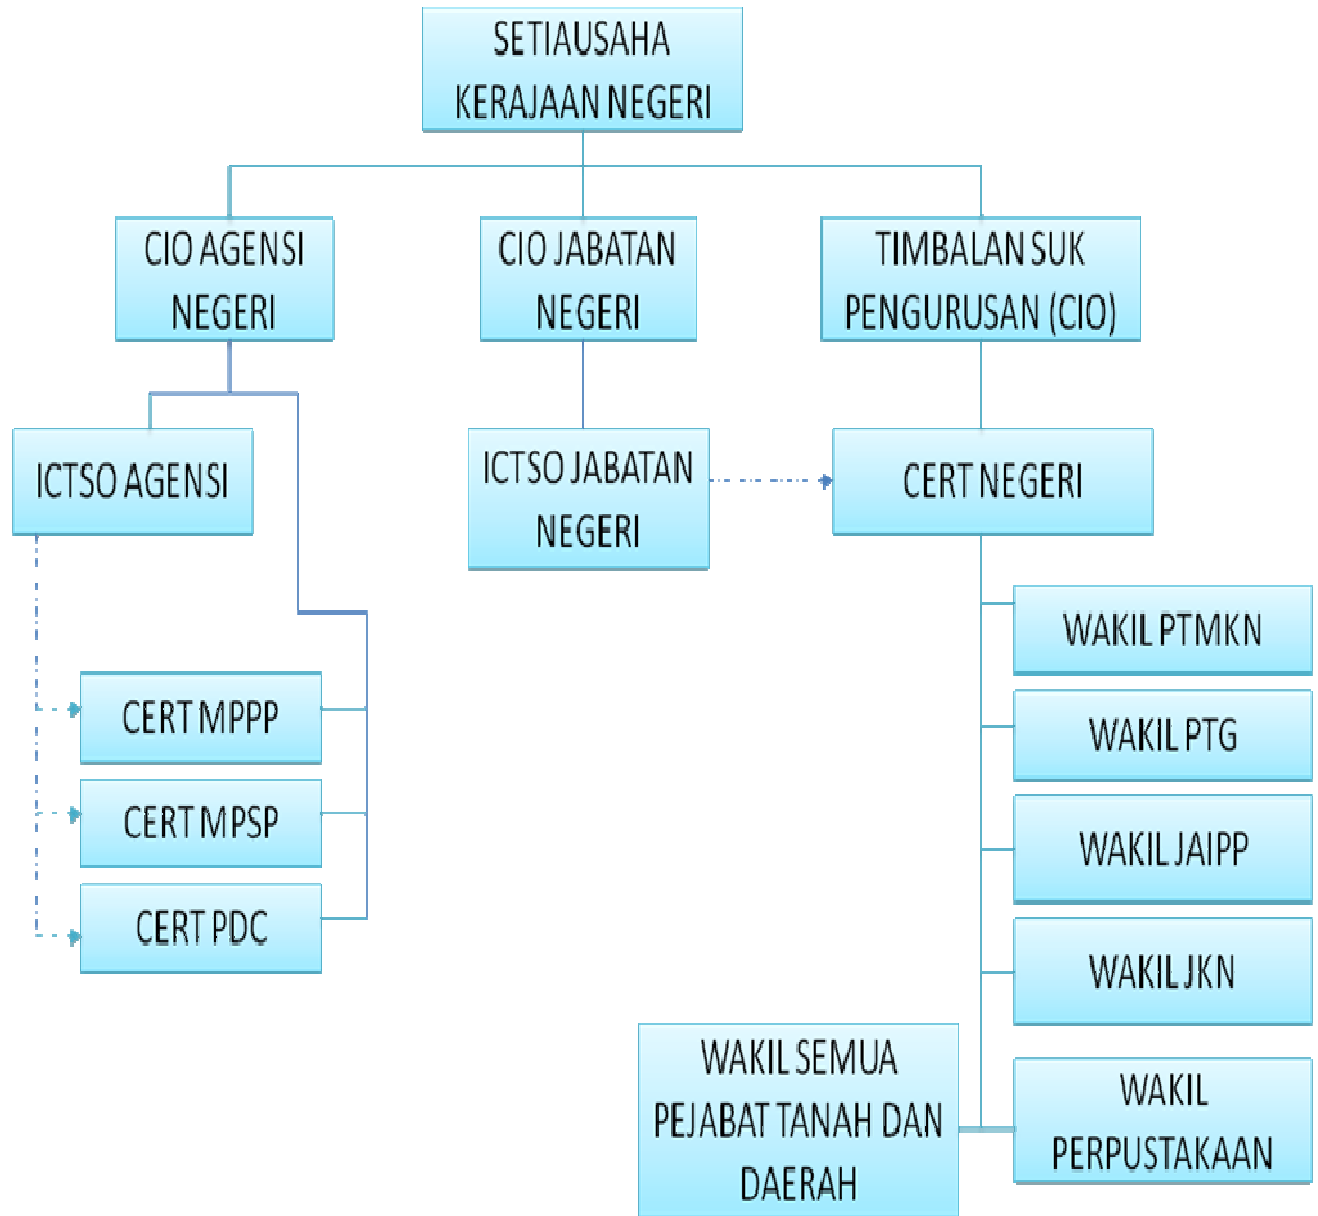 SETIAUSAHA
KERAJAAN NEGERI
CIO AGENSI
NEGERI
CIO JABATAN
NEGERI
TIMBALAN SUK
PENGURUSAN (CIO)
ICTSO AGENSI
ICTSO JABATAN
NEGERI
CERT NEGERI
CERT MPPP
CERT MPSP
CERT PDC
WAKIL PTMKN
WAKIL PTG
WAKIL JAIPP
WAKIL JKN
WAKIL SEMUA
PEJABAT TANAH DAN
DAERAH
WAKIL
PERPUSTAKAAN